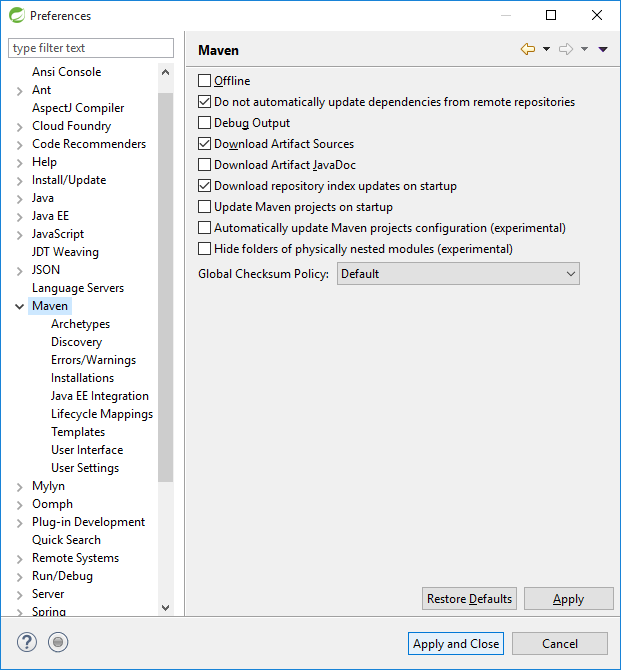 Preferences
type filter text
Ansi Console
Ant
AspectJ Compiler
Cloud Foundry
Code Recommenders
Help
Install/Update
Java
Java EE
JavaScript
JDT Weaving
JSON
Language Servers
Maven
Archetypes
Discovery
Errors/Warnings
Installations
Java EE Integration
Lifecycle Mappings
Templates
User Interface
User Settings
Mylyn
Oomph
Plug-in Development
Quick Search
Remote Systems
Run/Debug
Server
Spring
Maven
Offline
Do not automatically update dependencies from remote repositories
Debug Output
Download Artifact Sources
Download Artifact JavaDoc
Download repository index updates on startup
Update Maven projects on startup
Automatically update Maven projects configuration (experimental)
Hide folders of physically nested modules (experimental)
Global Checksum Policy: Default
Restore Defaults Apply
? Apply and Close Cancel